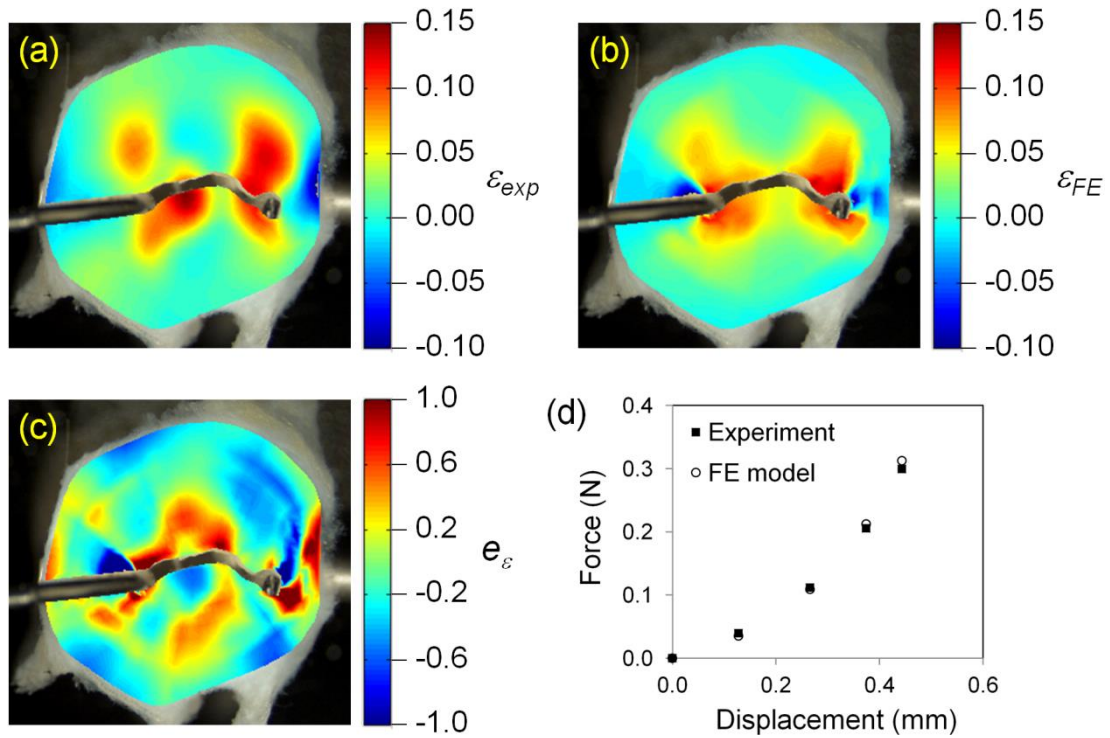 (a)
0.15
0.10
0.05
0.00
-0.05
-0.10
εexp
(b)
0.15
0.10
0.05
0.00
-0.05
-0.10
εFE
(c)
1.0
0.6
0.2
-0.2
-0.6
-1.0
eε
(d)
0.4
0.3
0.2
0.1
0.0
Force (N)
Experiment
FE model
0.0 0.2 0.4 0.6
Displacement (mm)